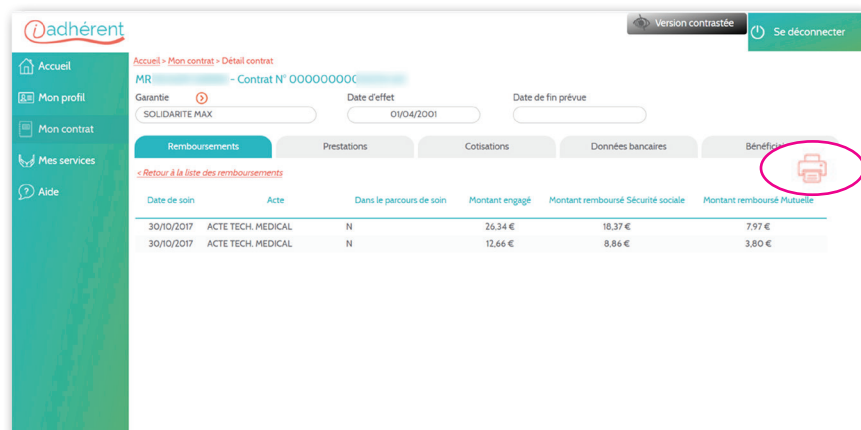 iadhérent
Version contrastée
Se déconnecter
Accueil
Mon profil
Mon contrat
Mes services
Aide
Accueil > Mon contrat > Détail contrat
MR - Contrat N° 000000000
Garantie Date d'effet Date de fin prévue
SOLIDARITE MAX 01/04/2001
Remboursements Prestations Cotisations Données bancaires
< Retour à la liste des remboursements
Date de soin Acte Dans le parcours de soin Montant engagé Montant remboursé Sécurité sociale Montant remboursé Mutuelle
30/10/2017 ACTE TECH. MEDICAL N 26,34 € 18,37 € 7,97 €
30/10/2017 ACTE TECH. MEDICAL N 12,66 € 8,86 € 3,80 €